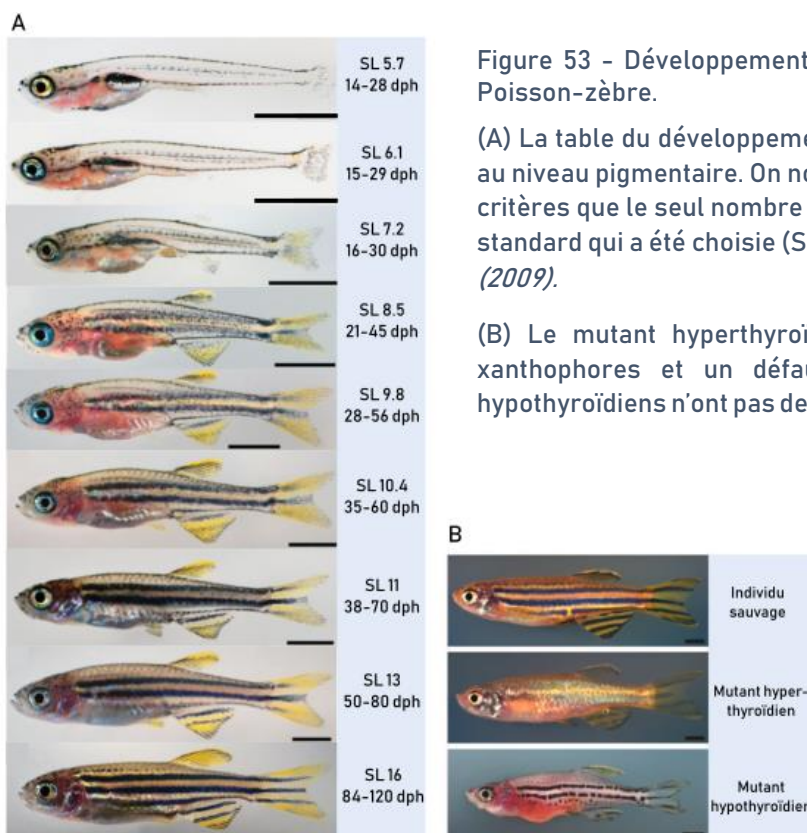 A
SL 5.7
14-28 dph
SL 6.1
15-29 dph
SL 7.2
16-30 dph
SL 8.5
21-45 dph
SL 9.8
28-56 dph
SL 10.4
35-60 dph
SL 11
38-70 dph
SL 13
50-80 dph
SL 16
84-120 dph
Figure 53 - Développement
Poisson-zèbre.
(A) La table du développeme
au niveau pigmentaire. On no
critères que le seul nombre
standard qui a été choisie (S
(2009).
(B) Le mutant hyperthyroï
xanthophores et un défau
hypothyroïdiens n'ont pas de
B
Individu
sauvage
Mutant hyper-
thyroïdien
Mutant
hypothyroïdien